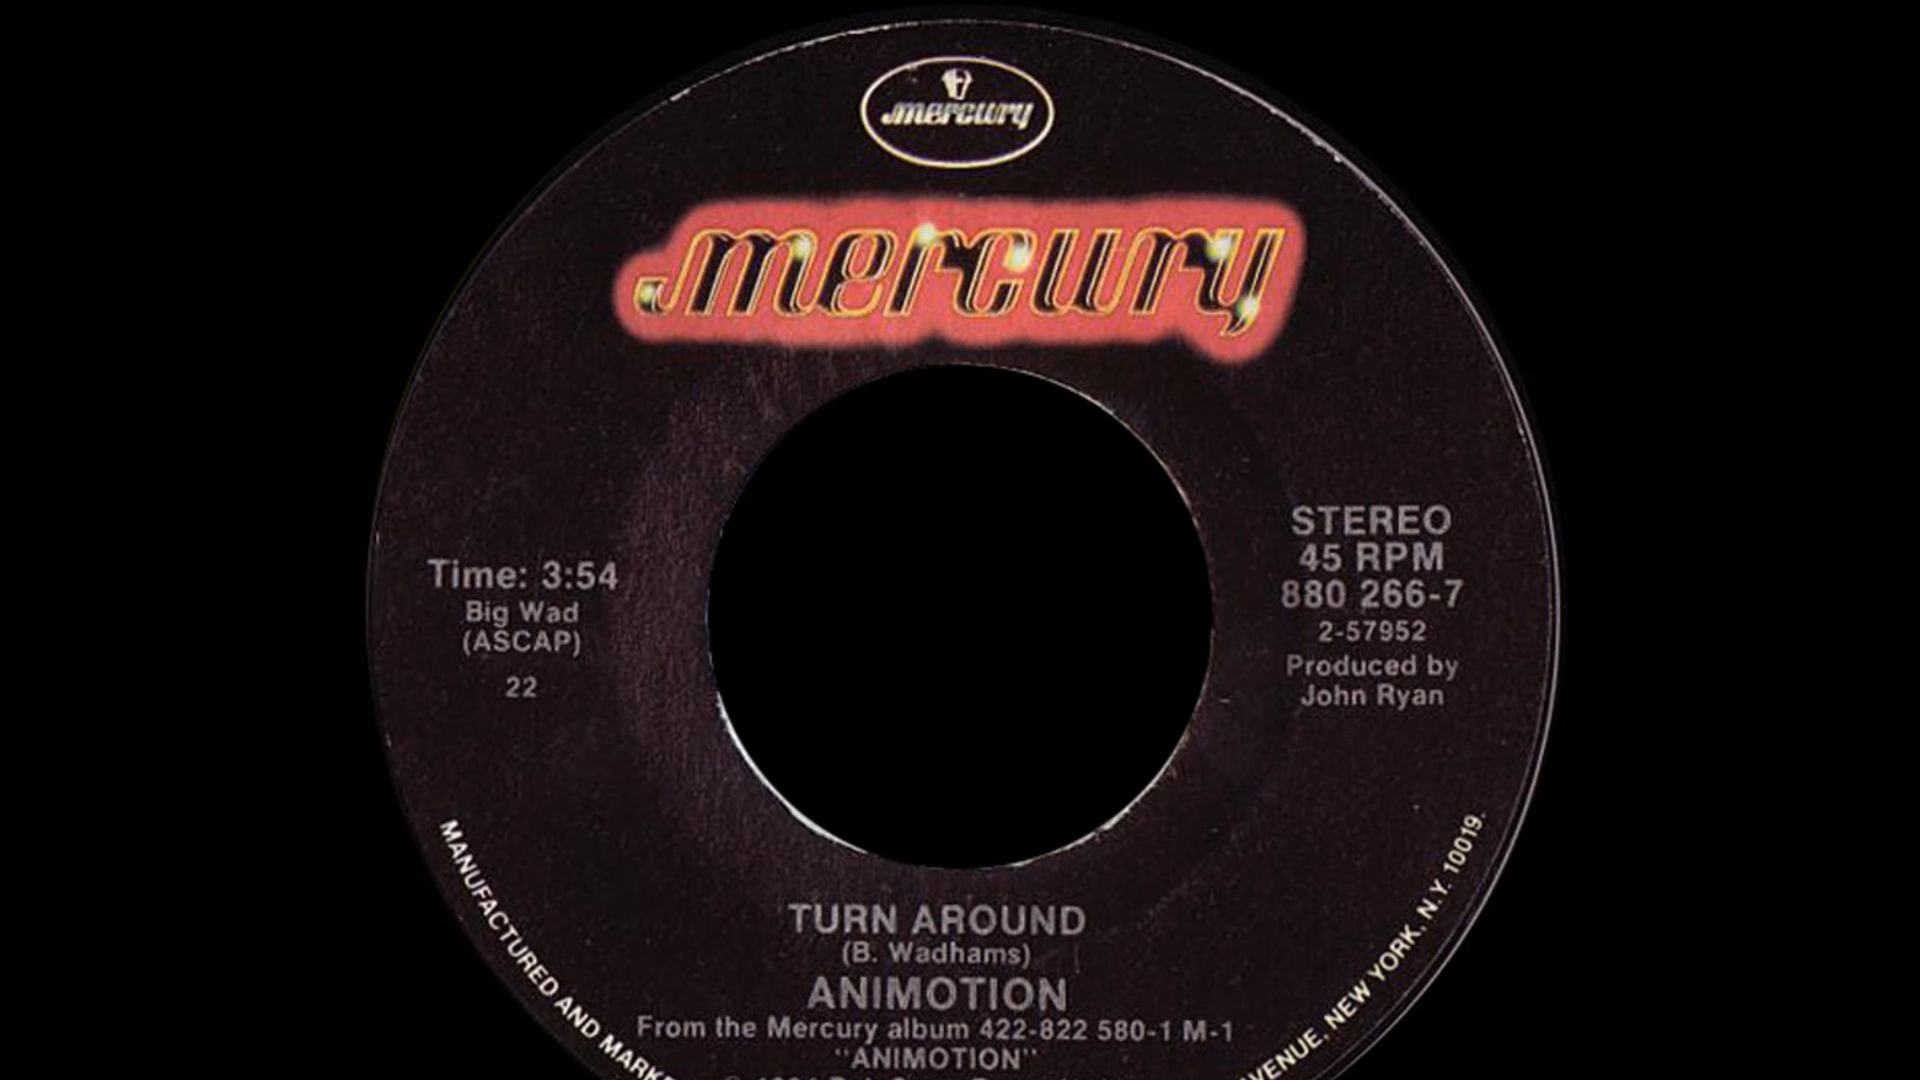 mercury
mercury
Time: 3:54
Big Wad
(ASCAP)
22
STEREO
45 RPM
880 266-7
2-57952
Produced by
John Ryan
TURN AROUND
(B. Wadhams)
ANIMOTION
From the Mercury album 422-822 580-1 M-1
"ANIMOTION"
MANUFACTURED AND
AVENUE, NEW YORK, N.Y. 10019.